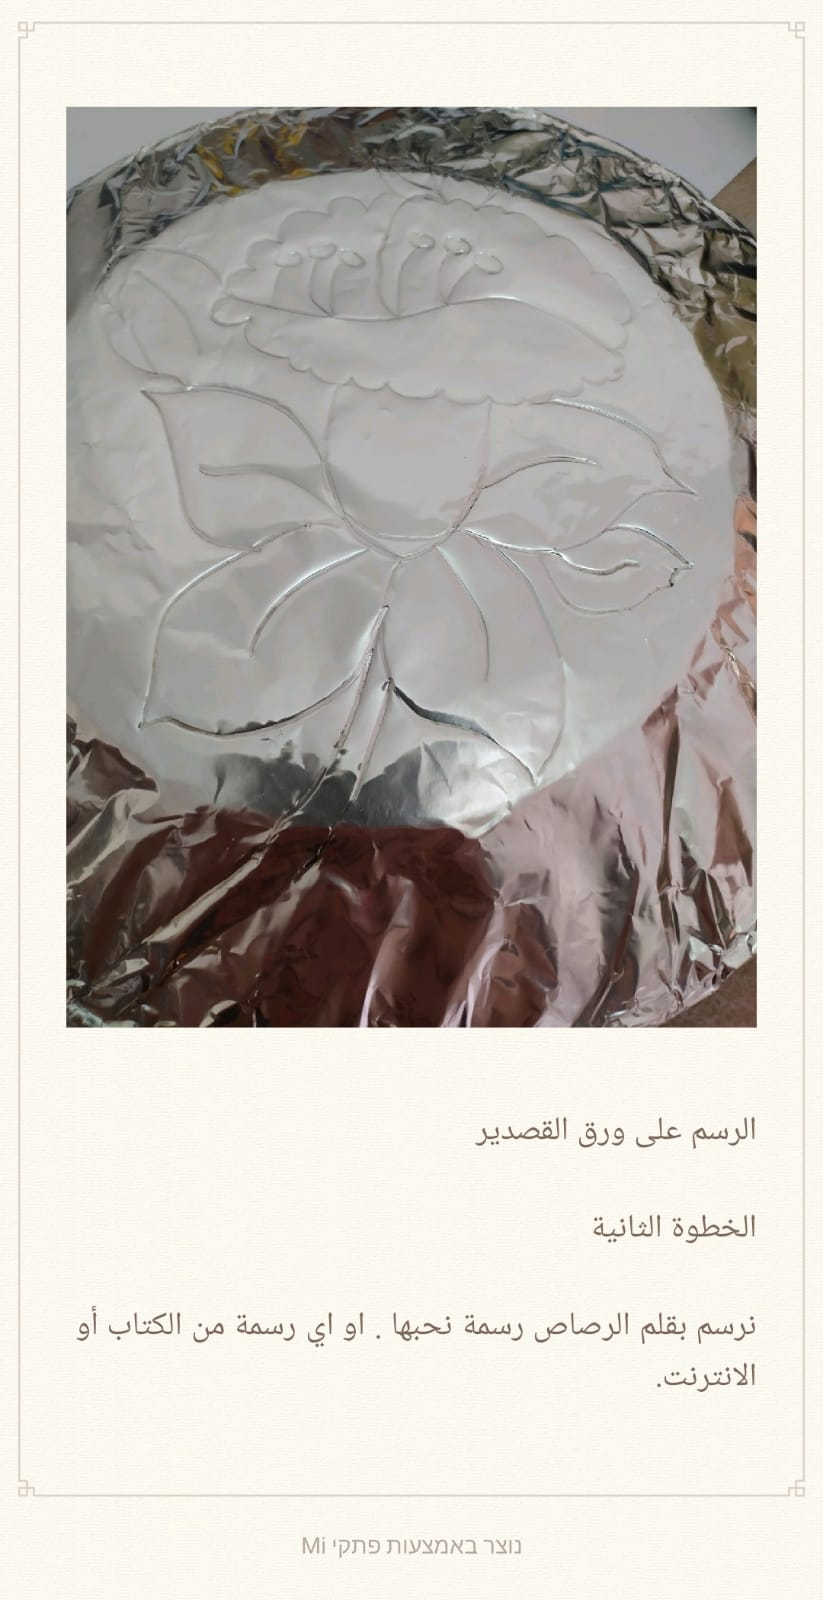 الرسم على ورق القصدير
الخطوة الثانية
نرسم بقلم الرصاص رسمة نحبها . او اي رسمة من الكتاب أو
الانترنت.
נוצר באמצעות פתקי Mi